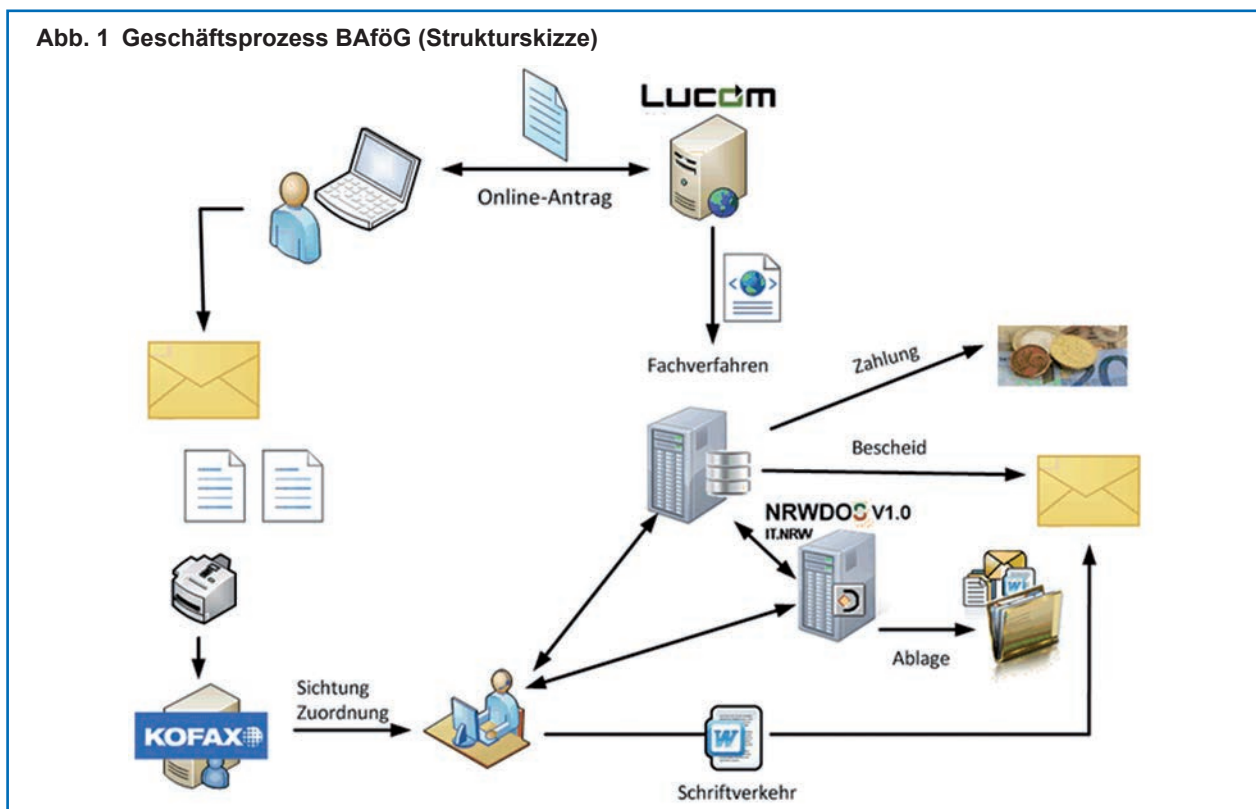 Abb. 1 Geschäftsprozess BAföG (Strukturskizze)
Lucom
Online-Antrag
Fachverfahren
Zahlung
Bescheid
NRWDOS V1.0
IT.NRW
Ablage
Sichtung
Zuordnung
KOFAX
W
W
Schriftverkehr
20